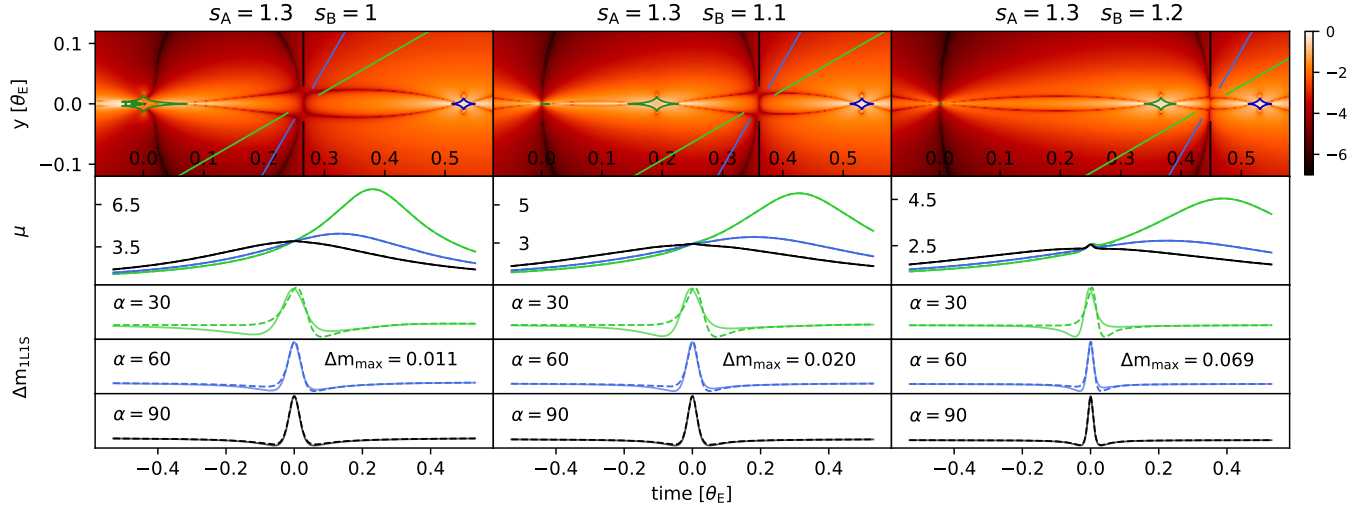 s_A = 1.3 s_B = 1 s_A = 1.3 s_B = 1.1 s_A = 1.3 s_B = 1.2
y [θ_E]
0.1
0.0
−0.1
0.0 0.1 0.2 0.3 0.4 0.5
0.0 0.1 0.2 0.3 0.4 0.5
0.0 0.1 0.2 0.3 0.4 0.5
0
−2
−4
−6
μ
6.5
3.5
5
3
4.5
2.5
Δm_1L1S
α = 30
α = 30
α = 30
α = 60 Δm_max = 0.011
α = 60 Δm_max = 0.020
α = 60 Δm_max = 0.069
α = 90
α = 90
α = 90
−0.4 −0.2 0.0 0.2 0.4
−0.4 −0.2 0.0 0.2 0.4
−0.4 −0.2 0.0 0.2 0.4
time [θ_E]